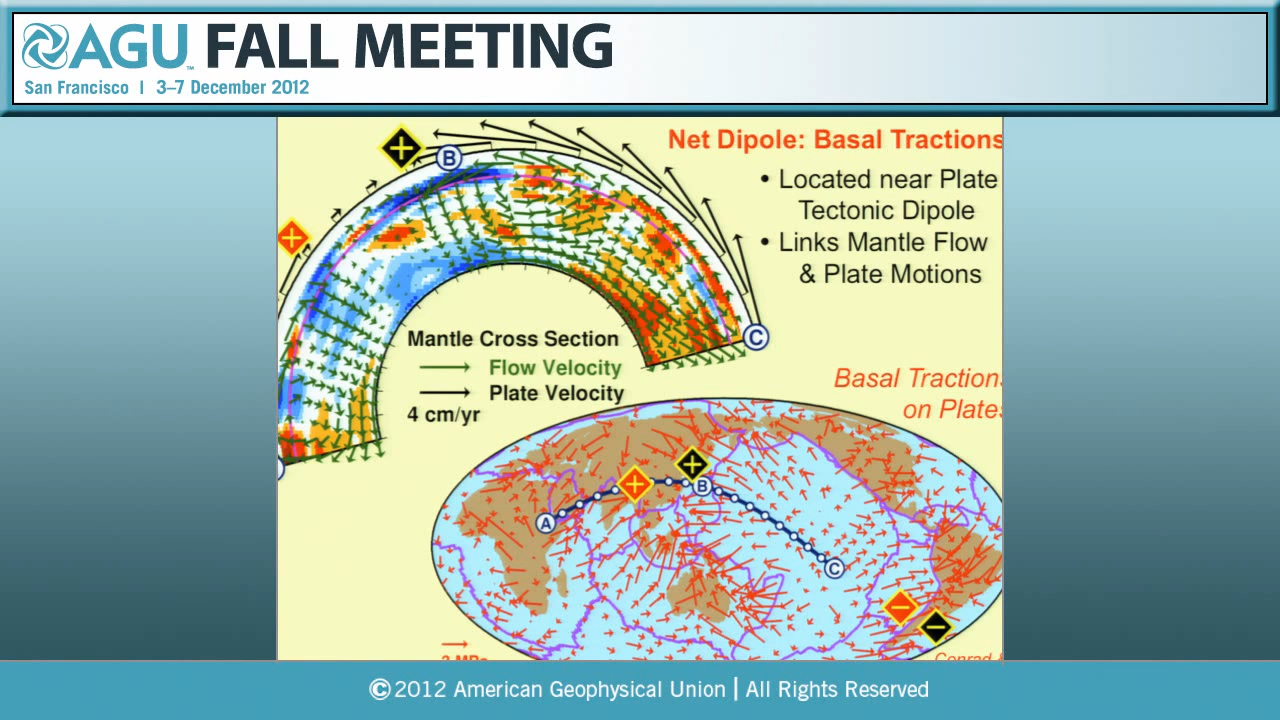 AGU™ FALL MEETING
San Francisco | 3–7 December 2012
Net Dipole: Basal Tractions
• Located near Plate
Tectonic Dipole
• Links Mantle Flow
& Plate Motions
B
C
Mantle Cross Section
Flow Velocity
Plate Velocity
4 cm/yr
Basal Traction
on Plate
A
B
C
Conrad
©2012 American Geophysical Union | All Rights Reserved